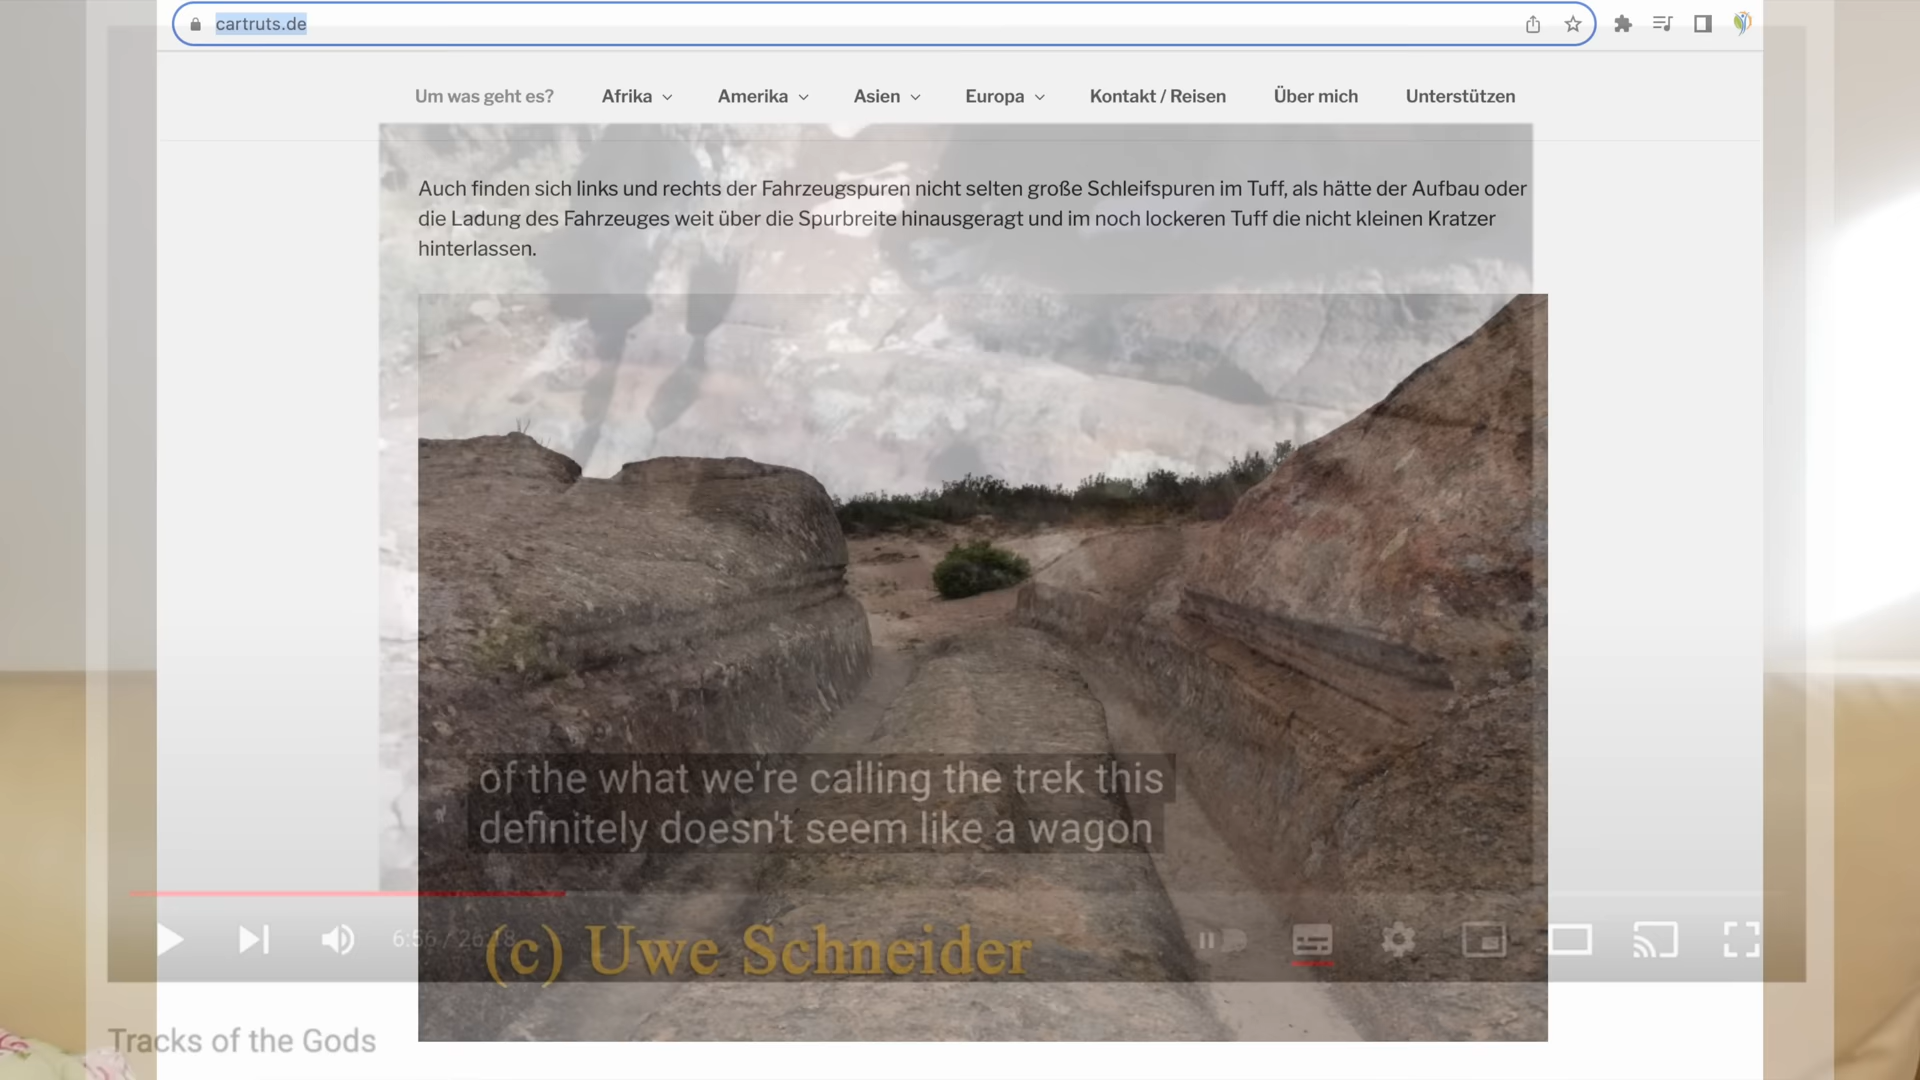 cartruts.de
Um was geht es? Afrika Amerika Asien Europa Kontakt / Reisen Über mich Unterstützen
Auch finden sich links und rechts der Fahrzeugspuren nicht selten große Schleifspuren im Tuff, als hätte der Aufbau oder
die Ladung des Fahrzeuges weit über die Spurbreite hinausgeragt und im noch lockeren Tuff die nicht kleinen Kratzer
hinterlassen.
of the what we're calling the trek this
definitely doesn't seem like a wagon
(c) Uwe Schneider
Tracks of the Gods